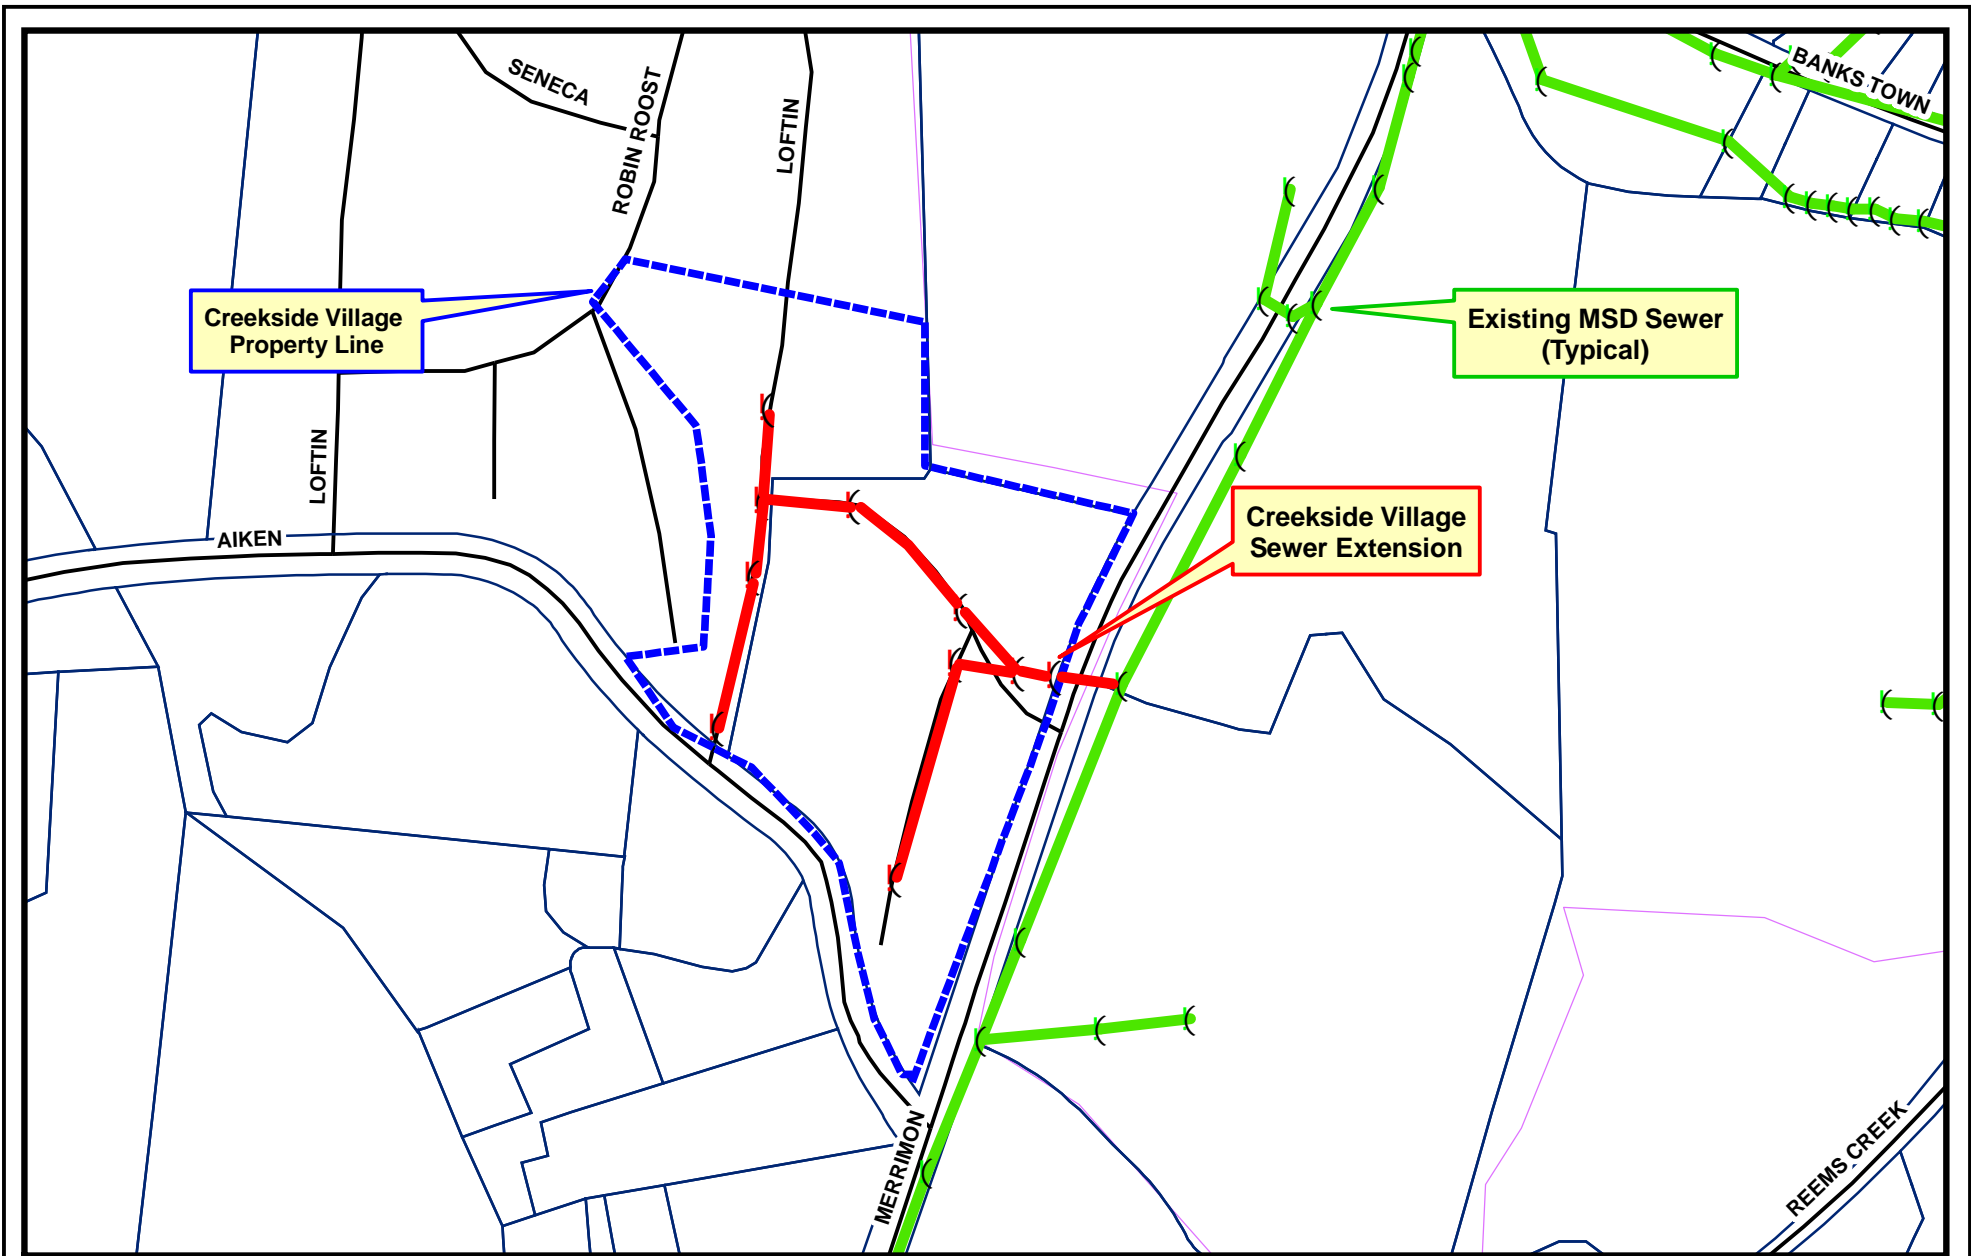 SENECA
ROBIN ROOST
LOFTIN
BANKS TOWN
Creekside Village
Property Line
Existing MSD Sewer
(Typical)
LOFTIN
AIKEN
Creekside Village
Sewer Extension
MERRIMON
REEMS CREEK